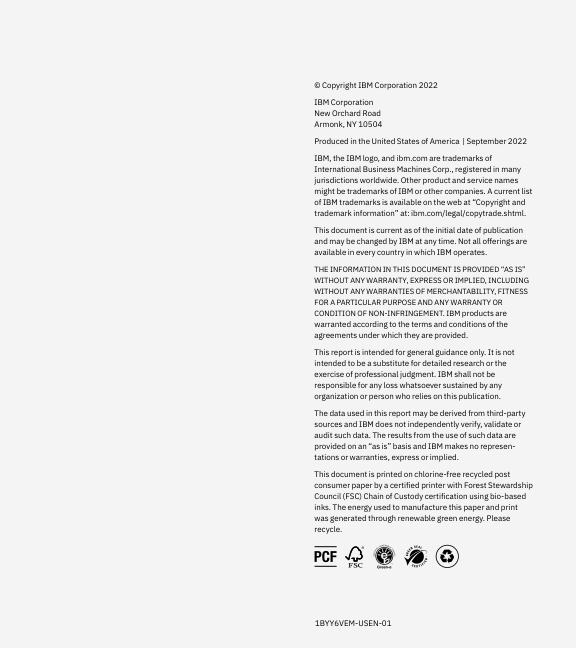 © Copyright IBM Corporation 2022
IBM Corporation
New Orchard Road
Armonk, NY 10504
Produced in the United States of America | September 2022
IBM, the IBM logo, and ibm.com are trademarks of
International Business Machines Corp., registered in many
jurisdictions worldwide. Other product and service names
might be trademarks of IBM or other companies. A current list
of IBM trademarks is available on the web at “Copyright and
trademark information” at: ibm.com/legal/copytrade.shtml.
This document is current as of the initial date of publication
and may be changed by IBM at any time. Not all offerings are
available in every country in which IBM operates.
THE INFORMATION IN THIS DOCUMENT IS PROVIDED “AS IS”
WITHOUT ANY WARRANTY, EXPRESS OR IMPLIED, INCLUDING
WITHOUT ANY WARRANTIES OF MERCHANTABILITY, FITNESS
FOR A PARTICULAR PURPOSE AND ANY WARRANTY OR
CONDITION OF NON-INFRINGEMENT. IBM products are
warranted according to the terms and conditions of the
agreements under which they are provided.
This report is intended for general guidance only. It is not
intended to be a substitute for detailed research or the
exercise of professional judgment. IBM shall not be
responsible for any loss whatsoever sustained by any
organization or person who relies on this publication.
The data used in this report may be derived from third-party
sources and IBM does not independently verify, validate or
audit such data. The results from the use of such data are
provided on an “as is” basis and IBM makes no represen-
tations or warranties, express or implied.
This document is printed on chlorine-free recycled post
consumer paper by a certified printer with Forest Stewardship
Council (FSC) Chain of Custody certification using bio-based
inks. The energy used to manufacture this paper and print
was generated through renewable green energy. Please
recycle.
PCF
FSC
1BYY6VEM-USEN-01